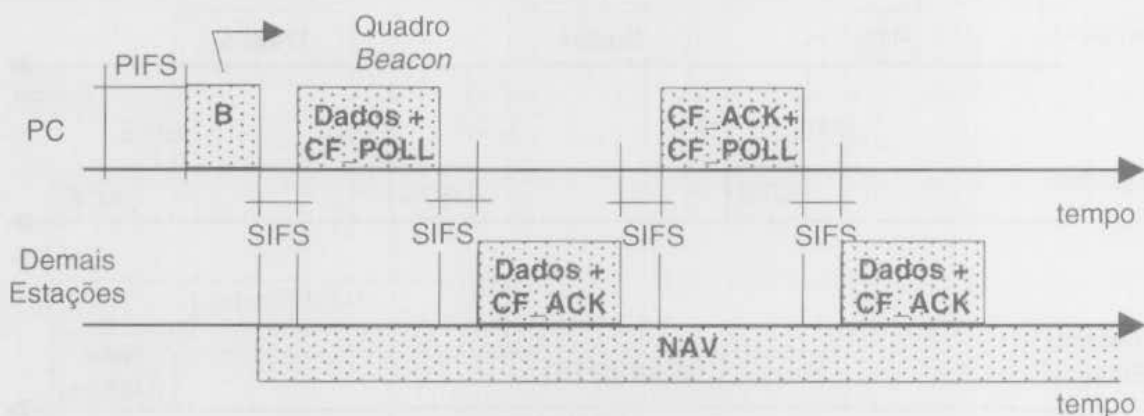 Quadro
Beacon
PIFS
PC
B
Dados +
CF_POLL
CF_ACK+
CF_POLL
tempo
SIFS
SIFS
SIFS
SIFS
Demais
Estações
Dados +
CF_ACK
Dados +
CF_ACK
NAV
tempo